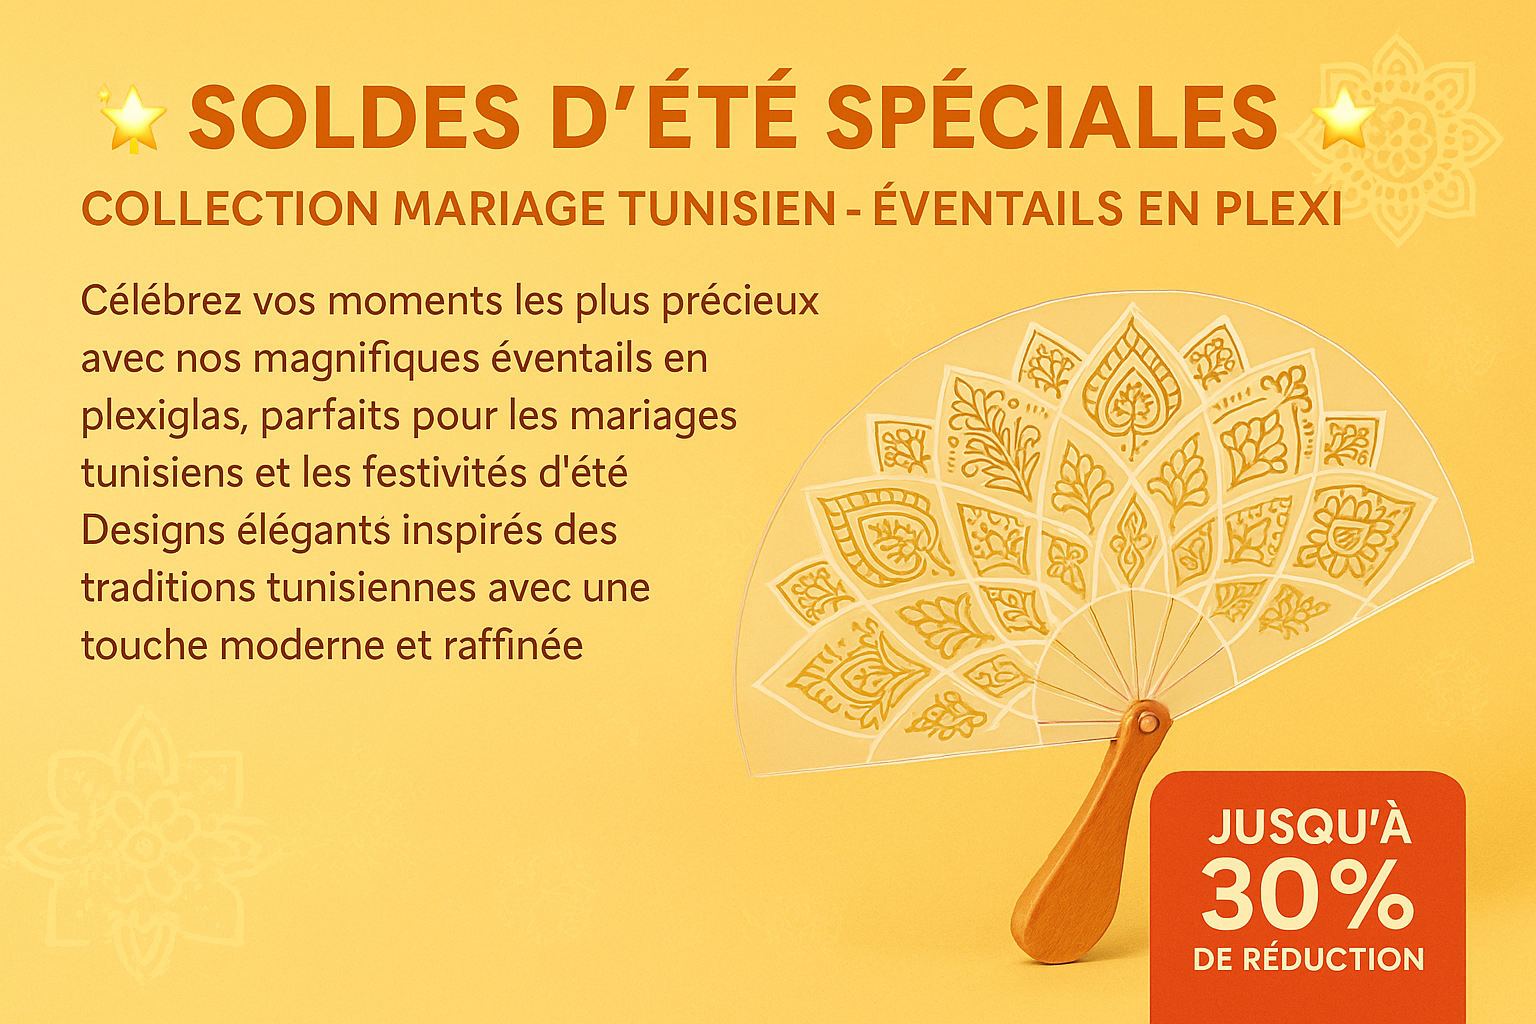 SOLDES D’ÉTÉ SPÉCIALES
COLLECTION MARIAGE TUNISIEN - ÉVENTAILS EN PLEXI
Célébrez vos moments les plus précieux
avec nos magnifiques éventails en
plexiglas, parfaits pour les mariages
tunisiens et les festivités d'été
Designs élégants inspirés des
traditions tunisiennes avec une
touche moderne et raffinée
JUSQU’À
30%
DE RÉDUCTION